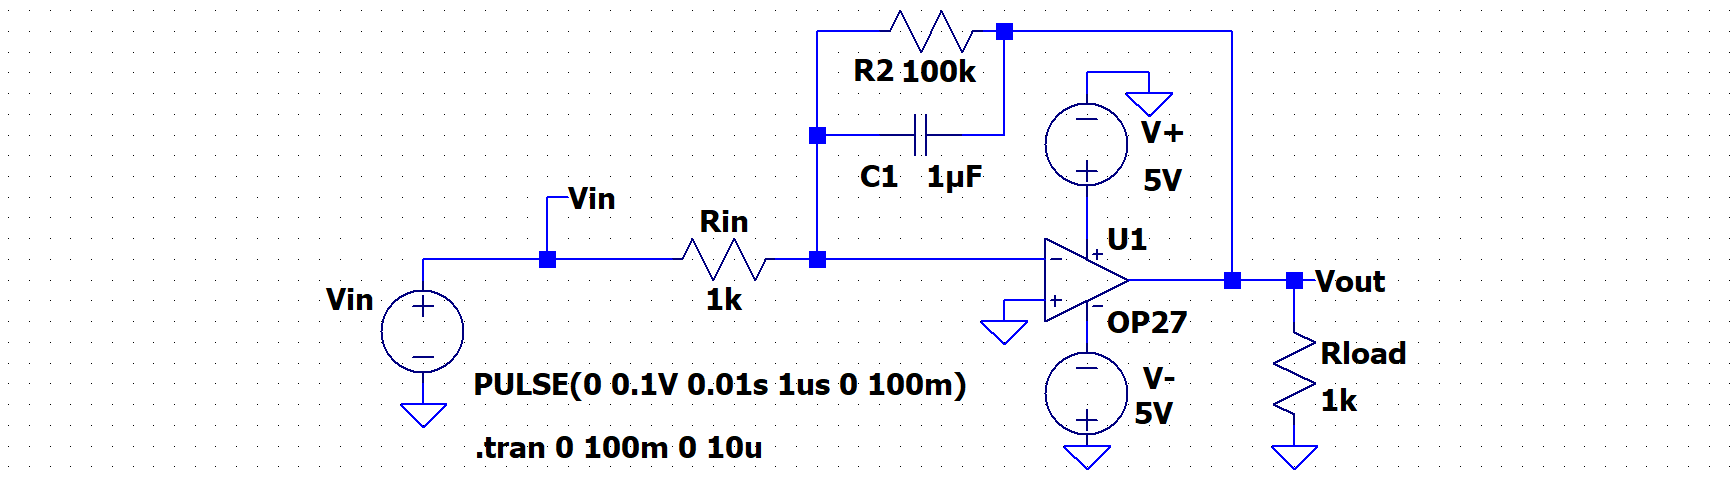 R2 100k
C1 1µF
V+
5V
Vin
Rin
1k
Vin
U1
OP27
Vout
V-
5V
Rload
1k
PULSE(0 0.1V 0.01s 1us 0 100m)
.tran 0 100m 0 10u